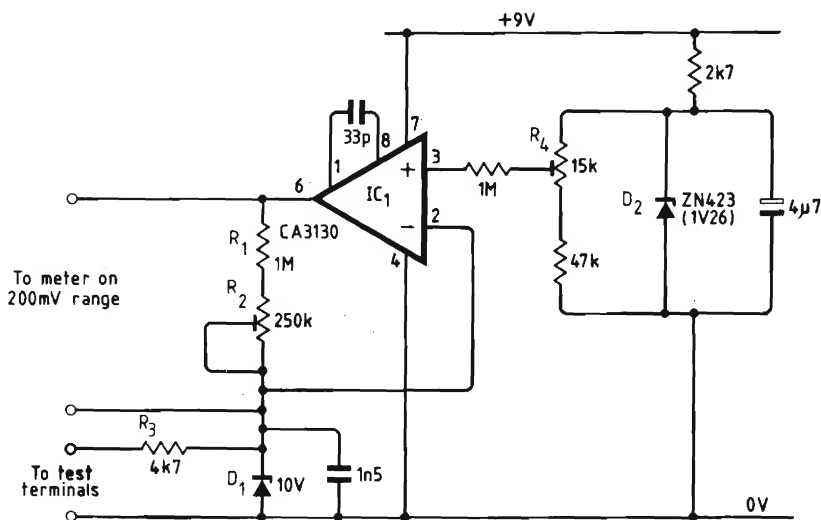 +9V
2k7
33p
8
7
1
6
IC1
+
3
−
2
4
CA3130
1M
R4
15k
47k
D2
ZN423
(1V26)
4µ7
R1
1M
R2
250k
To meter on
200mV range
R3
4k7
To test
terminals
D1
10V
1n5
0V